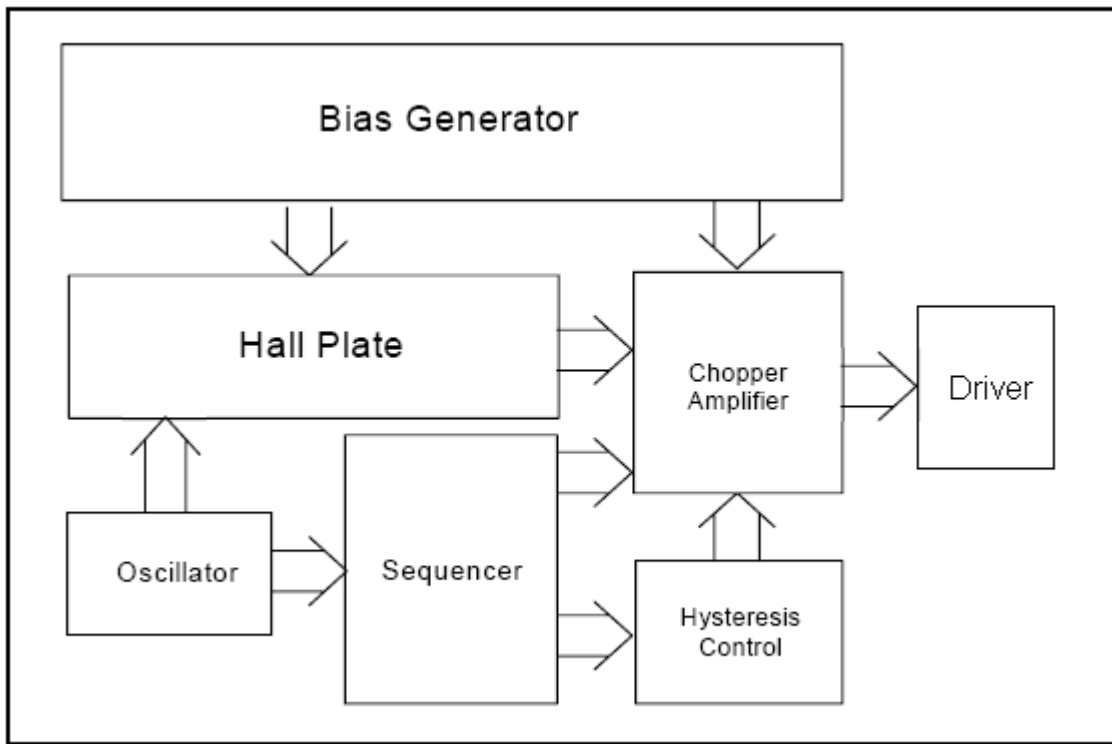 Bias Generator
Hall Plate
Chopper
Amplifier
Driver
Oscillator
Sequencer
Hysteresis
Control